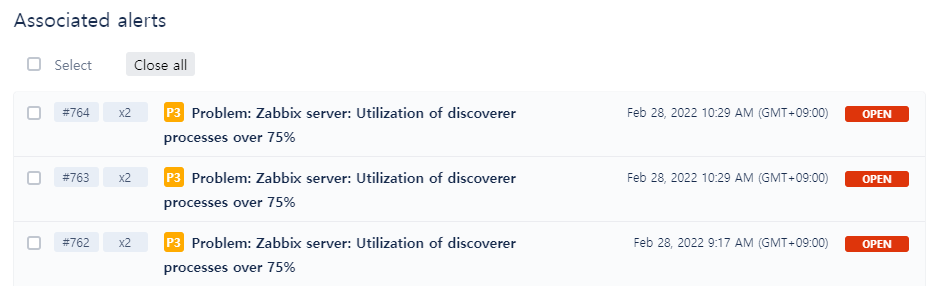 Associated alerts
Select Close all
#764 x2 P3 Problem: Zabbix server: Utilization of discoverer Feb 28, 2022 10:29 AM (GMT+09:00) OPEN
processes over 75%
#763 x2 P3 Problem: Zabbix server: Utilization of discoverer Feb 28, 2022 10:29 AM (GMT+09:00) OPEN
processes over 75%
#762 x2 P3 Problem: Zabbix server: Utilization of discoverer Feb 28, 2022 9:17 AM (GMT+09:00) OPEN
processes over 75%